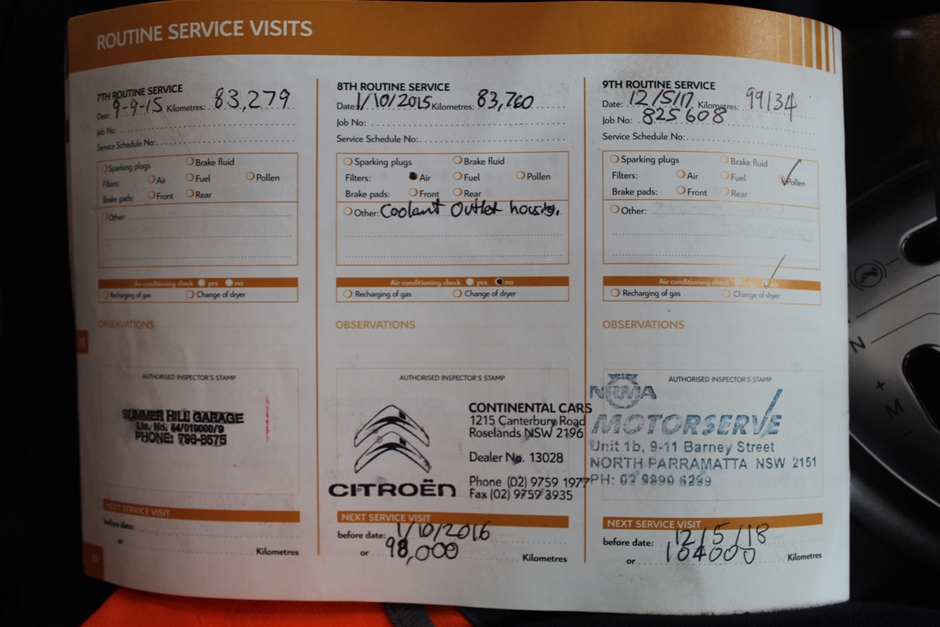 ROUTINE SERVICE VISITS
7TH ROUTINE SERVICE
Date: 9-9-15 Kilometres: 83,279
Job No:
Service Schedule No:
Sparking plugs Brake fluid
Filters: Air Fuel Pollen
Brake pads: Front Rear
Other:
Air conditioning check yes no
Recharging of gas Change of dryer
OBSERVATIONS
AUTHORISED INSPECTOR'S STAMP
SUMMER HILL GARAGE
Lic. No.
PHONE: 798-8575
NEXT SERVICE VISIT
before date:
or Kilometres
8TH ROUTINE SERVICE
Date: 1/10/2015 Kilometres: 83,760
Job No:
Service Schedule No:
Sparking plugs Brake fluid
Filters: Air Fuel Pollen
Brake pads: Front Rear
Other: Coolant Outlet housing.
Air conditioning check yes no
Recharging of gas Change of dryer
OBSERVATIONS
AUTHORISED INSPECTOR'S STAMP
CONTINENTAL CARS
1215 Canterbury Road
Roselands NSW 2196
Dealer No. 13028
Phone (02) 9759 1977
Fax (02) 9759 3935
CITROËN
NEXT SERVICE VISIT
before date: 1/10/2016
or 98,000 Kilometres
9TH ROUTINE SERVICE
Date: 12/5/17 Kilometres: 99134
Job No: 825608
Service Schedule No:
Sparking plugs Brake fluid
Filters: Air Fuel Pollen
Brake pads: Front Rear
Other:
Air conditioning check yes no
Recharging of gas Change of dryer
OBSERVATIONS
AUTHORISED INSPECTOR'S STAMP
NRMA
MOTORSERVE
Unit 1b, 9-11 Barney Street
NORTH PARRAMATTA NSW 2151
PH: 02 9890 6299
NEXT SERVICE VISIT
before date: 12/5/18
or 104000 Kilometres
N
+
M